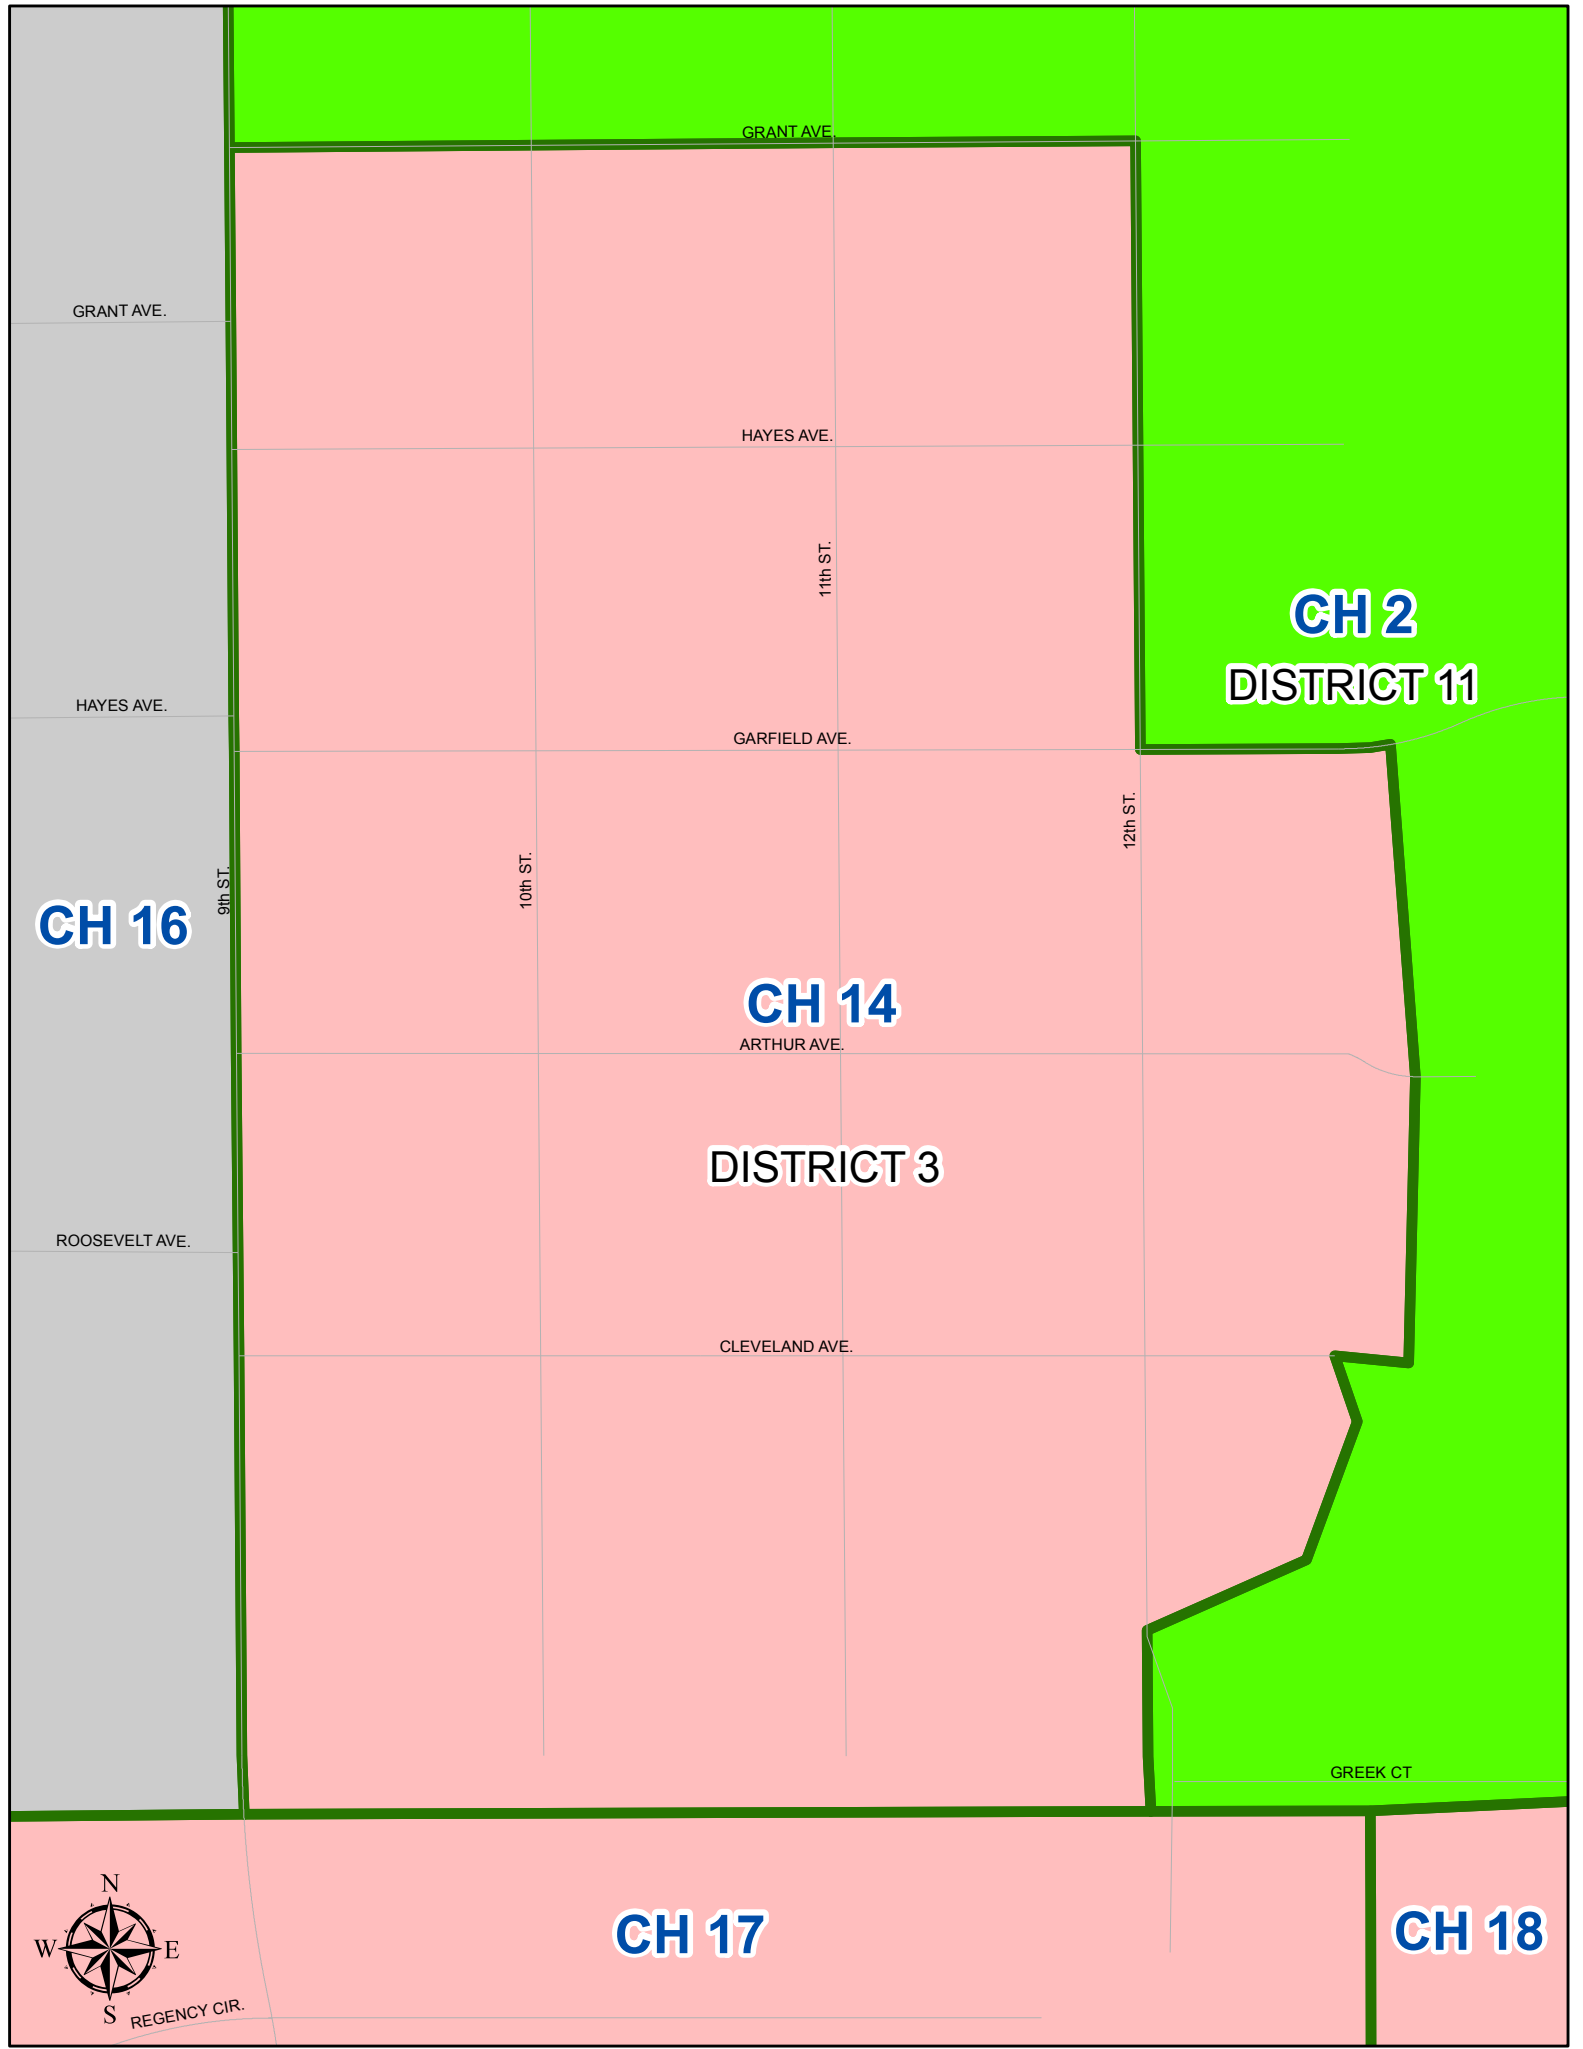 GRANT AVE.
GRANT AVE.
HAYES AVE.
11th ST.
CH 2
DISTRICT 11
HAYES AVE.
GARFIELD AVE.
12th ST.
10th ST.
9th ST.
CH 16
CH 14
ARTHUR AVE.
DISTRICT 3
ROOSEVELT AVE.
CLEVELAND AVE.
GREEK CT
N
W
E
S
CH 17
CH 18
REGENCY CIR.